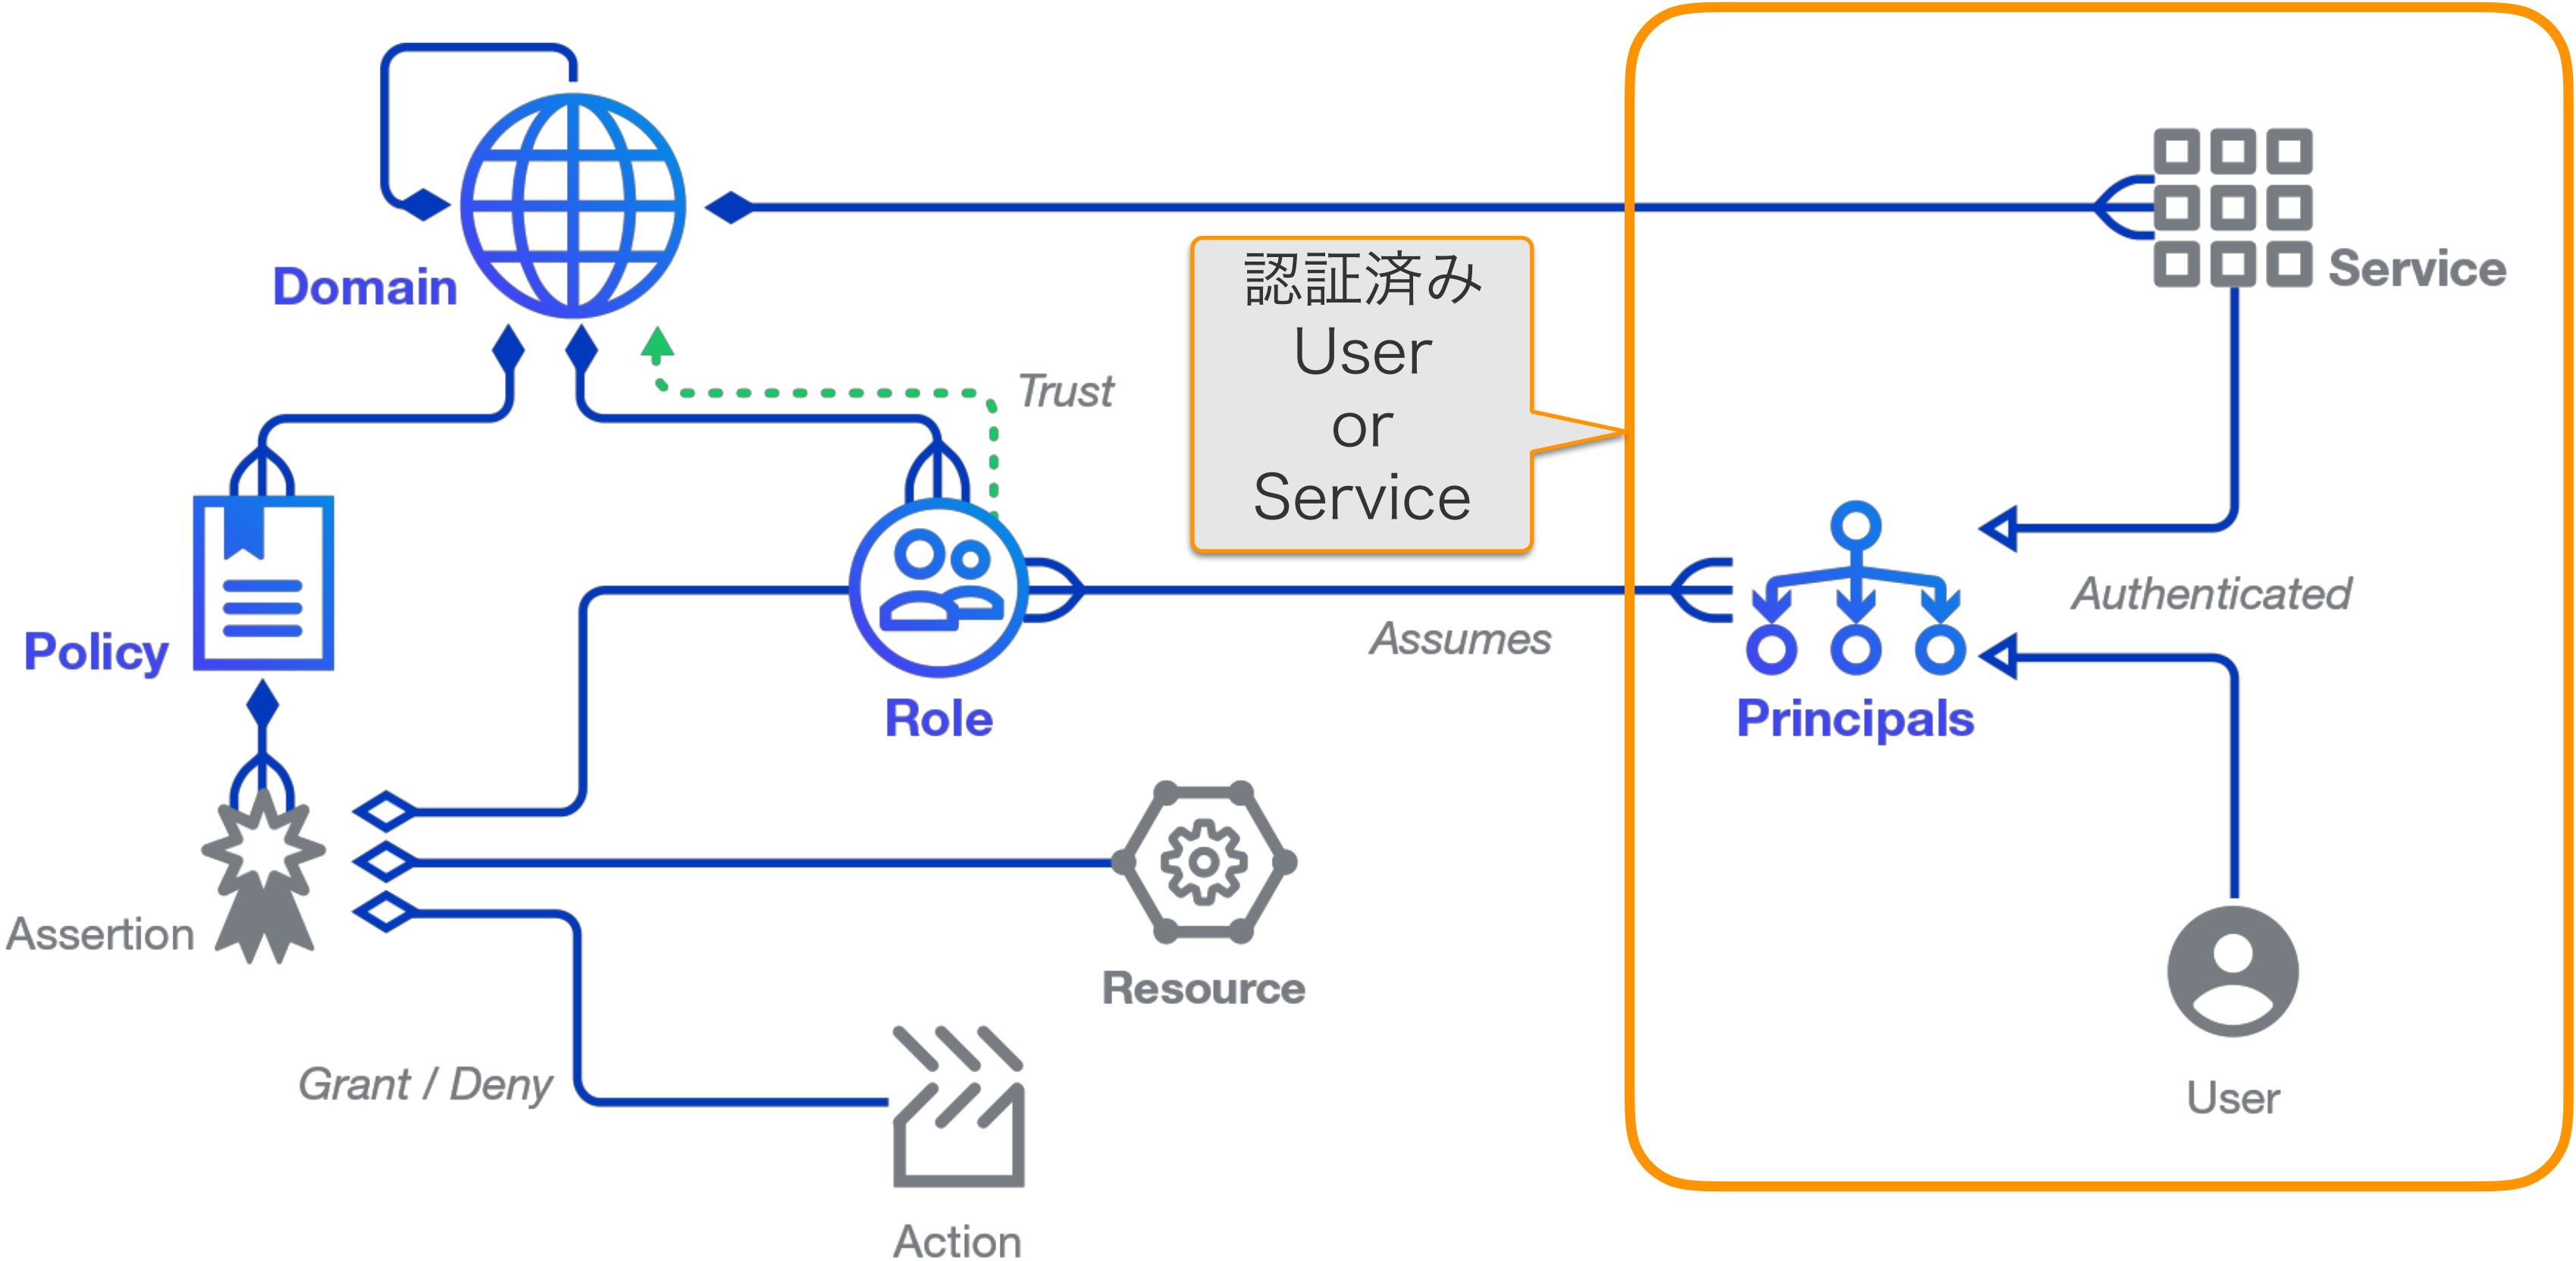 Domain
Service
認証済み
User
or
Service
Trust
Authenticated
Assumes
Policy
Role
Principals
Assertion
Resource
Grant / Deny
User
Action